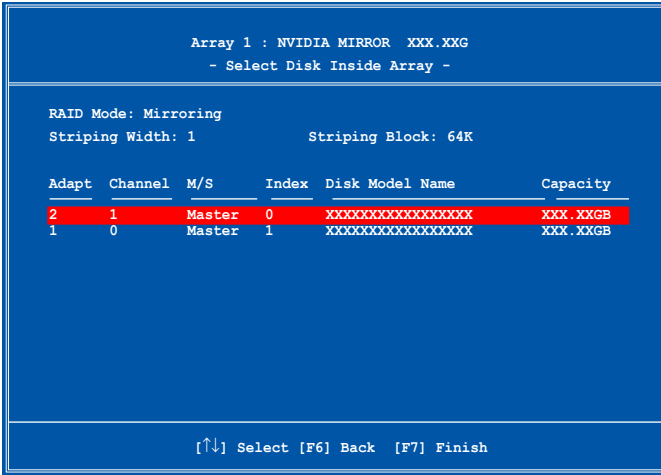 Array 1 : NVIDIA MIRROR XXX.XXG
- Select Disk Inside Array -
RAID Mode: Mirroring
Striping Width: 1 Striping Block: 64K
Adapt Channel M/S Index Disk Model Name Capacity
2 1 Master 0 XXXXXXXXXXXXXXXXX XXX.XXGB
1 0 Master 1 XXXXXXXXXXXXXXXXX XXX.XXGB
[↑↓] Select [F6] Back [F7] Finish